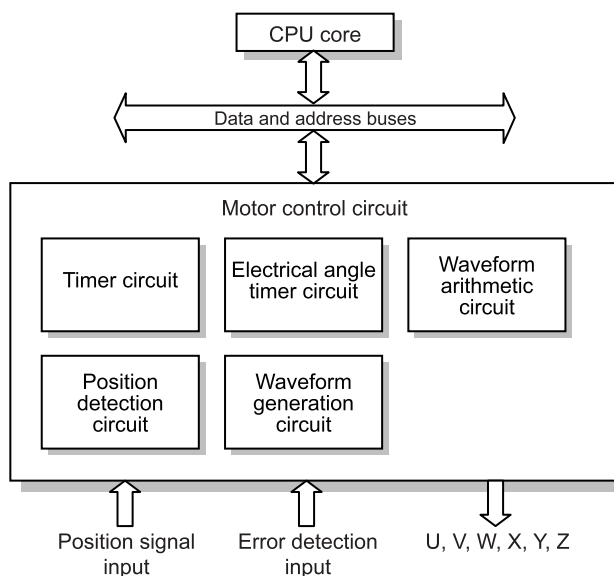 CPU core
Data and address buses
Motor control circuit
Timer circuit
Electrical angle
timer circuit
Waveform
arithmetic
circuit
Position
detection
circuit
Waveform
generation
circuit
Position signal
input
Error detection
input
U, V, W, X, Y, Z